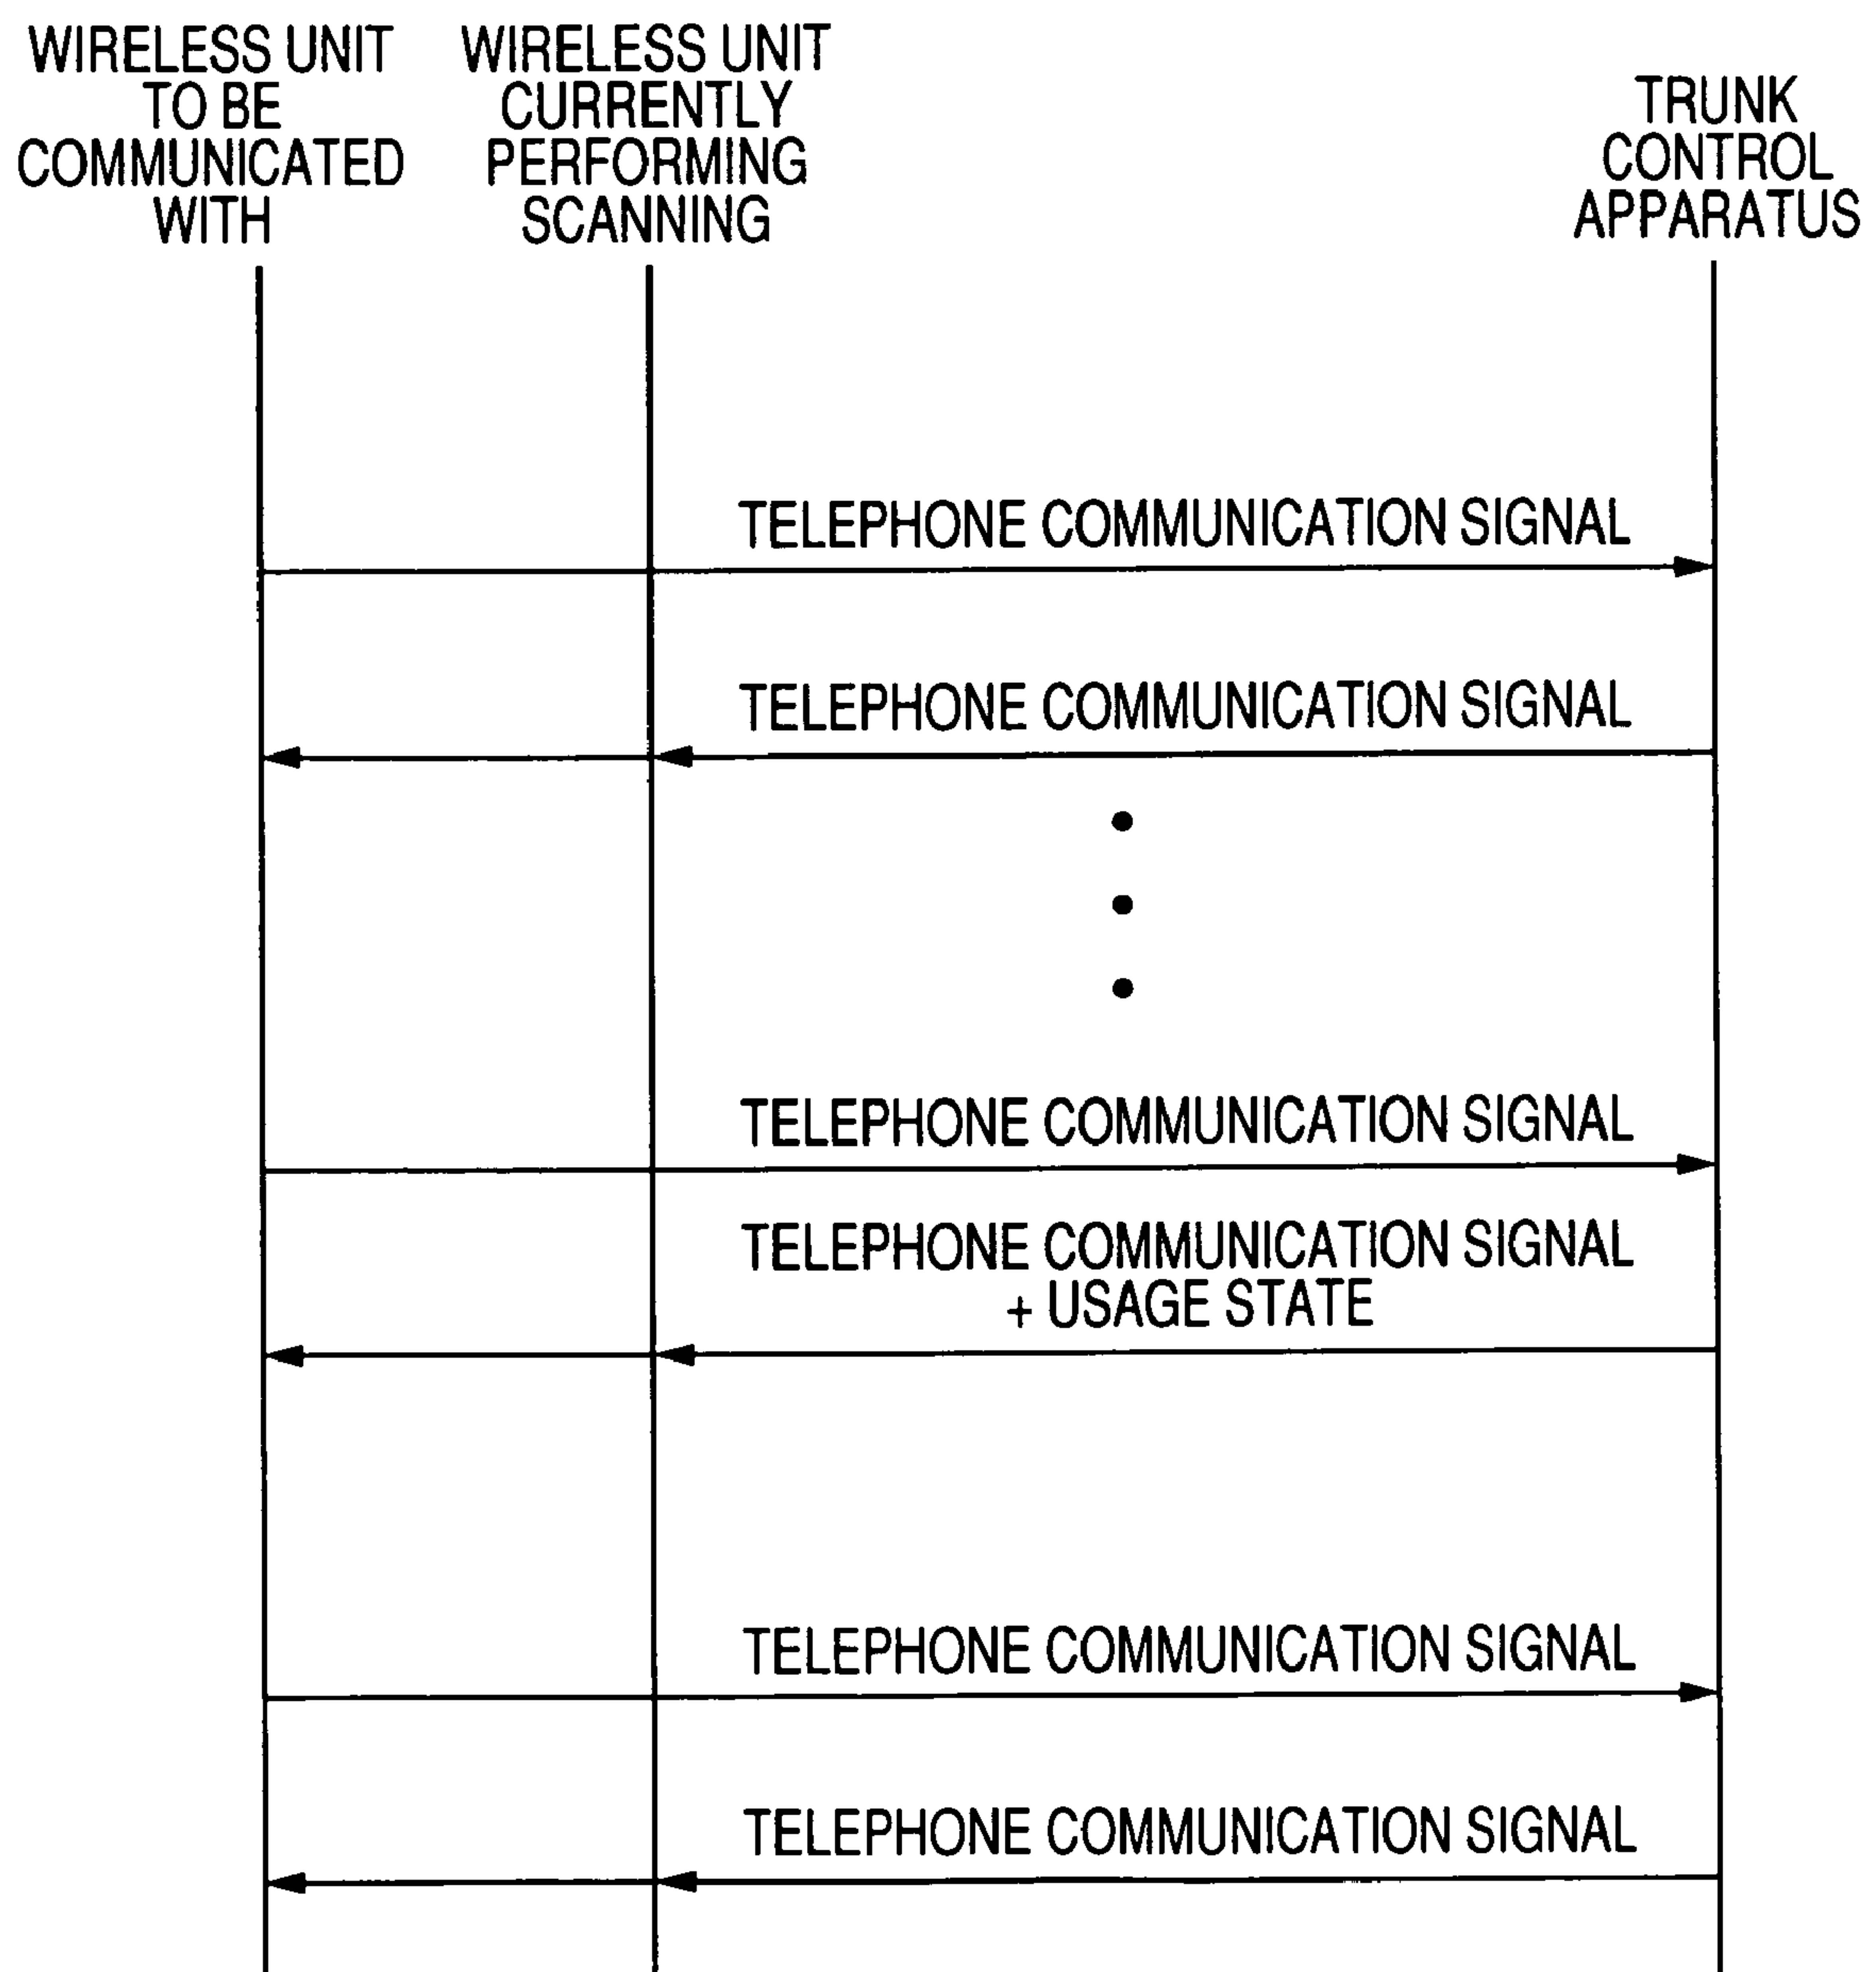 WIRELESS UNIT
TO BE
COMMUNICATED
WITH
WIRELESS UNIT
CURRENTLY
PERFORMING
SCANNING
TRUNK
CONTROL
APPARATUS
TELEPHONE COMMUNICATION SIGNAL
TELEPHONE COMMUNICATION SIGNAL
TELEPHONE COMMUNICATION SIGNAL
TELEPHONE COMMUNICATION SIGNAL
+ USAGE STATE
TELEPHONE COMMUNICATION SIGNAL
TELEPHONE COMMUNICATION SIGNAL